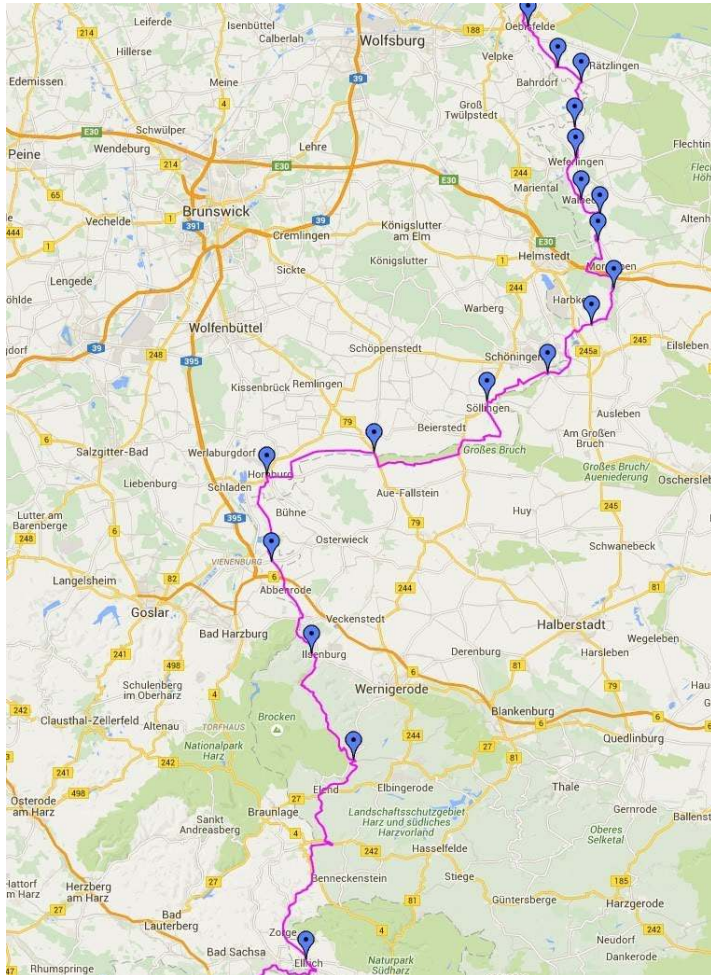 Leiferde
Isenbüttel
Calberlah
214
Hillerse
Wolfsburg
188
Oebisfelde
Velpke
Rätzlingen
Bahrdorf
Edemissen
Meine
39
4
Groß
Twülpstedt
Schwülper
E30
Wendeburg
Lehre
214
E30
Peine
Weferlingen
Flechtin
244
Mariental
65
Brunswick
Walbeck
Vechelde
1
1
391
39
Cremlingen
Königslutter
am Elm
E30
444
Altenh
Sickte
Königslutter
1
Helmstedt
Morsleben
Lengede
244
Harbke
Warberg
Wolfenbüttel
39
248
395
Schöppenstedt
Schöningen
245a
245
Eilsleben
Remlingen
Kissenbrück
Söllingen
Ausleben
79
Beierstedt
6
Am Großen
Bruch
Salzgitter-Bad
Werlaburgdorf
Hornburg
Großes Bruch
Großes Bruch/
Aueniederung
Liebenburg
Schladen
Aue-Fallstein
Oschersle
Lutter am
Barenberge
6
Bühne
395
Huy
248
Osterwieck
79
Schwanebeck
82
VIENENBURG
6
Langelsheim
Abbenrode
244
Goslar
Veckenstedt
Halberstadt
Bad Harzburg
Wegeleben
241
Ilsenburg
Derenburg
81
Harsleben
498
79
Schulenberg
im Oberharz
4
Wernigerode
242
Blankenburg
6
Clausthal-Zellerfeld
Altenau
TORFHAUS
Brocken
6
244
27
Quedlinburg
Nationalpark
Harz
242
81
241
Elbingerode
Thale
498
Elend
27
Osterode
am Harz
Braunlage
Landschaftsschutzgebiet
Harz und südliches
Harzvorland
Gernrode
Sankt
Andreasberg
4
Oberes
Selketal
Ballenst
242
Hasselfelde
Hattorf
am Harz
Herzberg
am Harz
27
Benneckenstein
Stiege
185
81
Güntersberge
Harzgerode
Bad
Lauterberg
Zorge
4
Neudorf
Bad Sachsa
Ellrich
Naturpark
Südharz
Dankerode
Rhumspringe